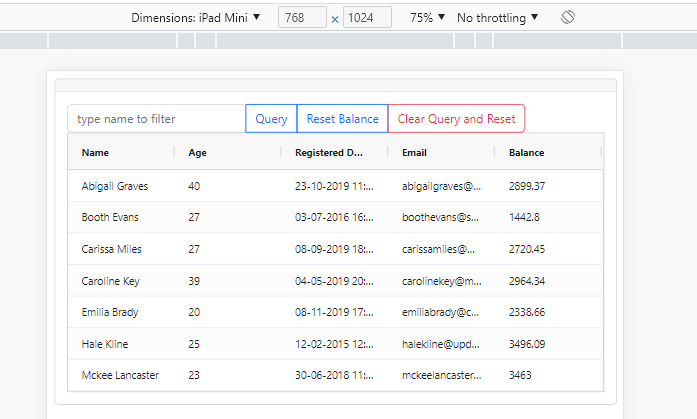 Dimensions: iPad Mini ▼ 768 × 1024 75% ▼ No throttling ▼
type name to filter Query Reset Balance Clear Query and Reset
Name Age Registered D... Email Balance
Abigail Graves 40 23-10-2019 11:... abigailgraves@... 2899.37
Booth Evans 27 03-07-2016 16:... boothevans@s... 1442.8
Carissa Miles 27 08-09-2019 18:... carissamiles@... 2720.45
Caroline Key 39 04-05-2019 20:... carolinekey@m... 2964.34
Emilia Brady 20 08-11-2019 17:... emiliabrady@c... 2338.66
Hale Kline 25 12-02-2015 12:... halekline@upd... 3496.09
Mckee Lancaster 23 30-06-2018 11:... mckeelancaster... 3463